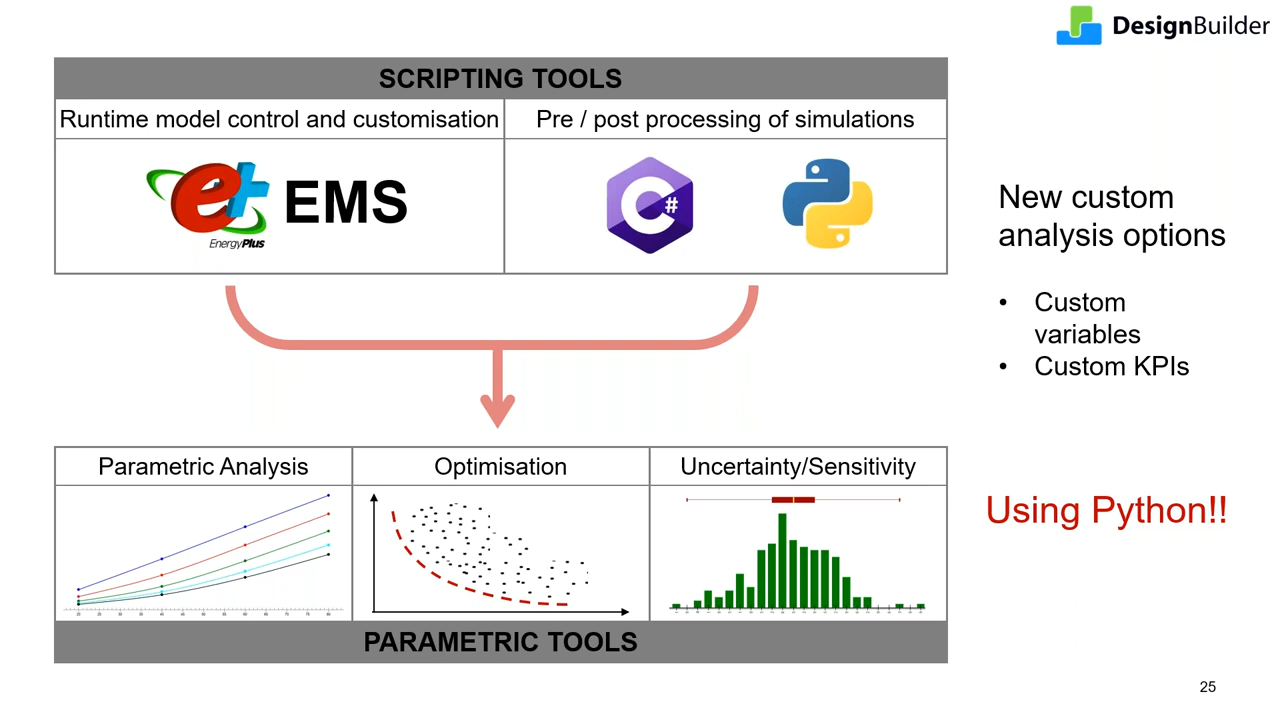 DesignBuilder
SCRIPTING TOOLS
Runtime model control and customisation
Pre / post processing of simulations
e+
EnergyPlus
EMS
C#
New custom
analysis options
• Custom
variables
• Custom KPIs
Parametric Analysis
Optimisation
Uncertainty/Sensitivity
Using Python!!
PARAMETRIC TOOLS
25